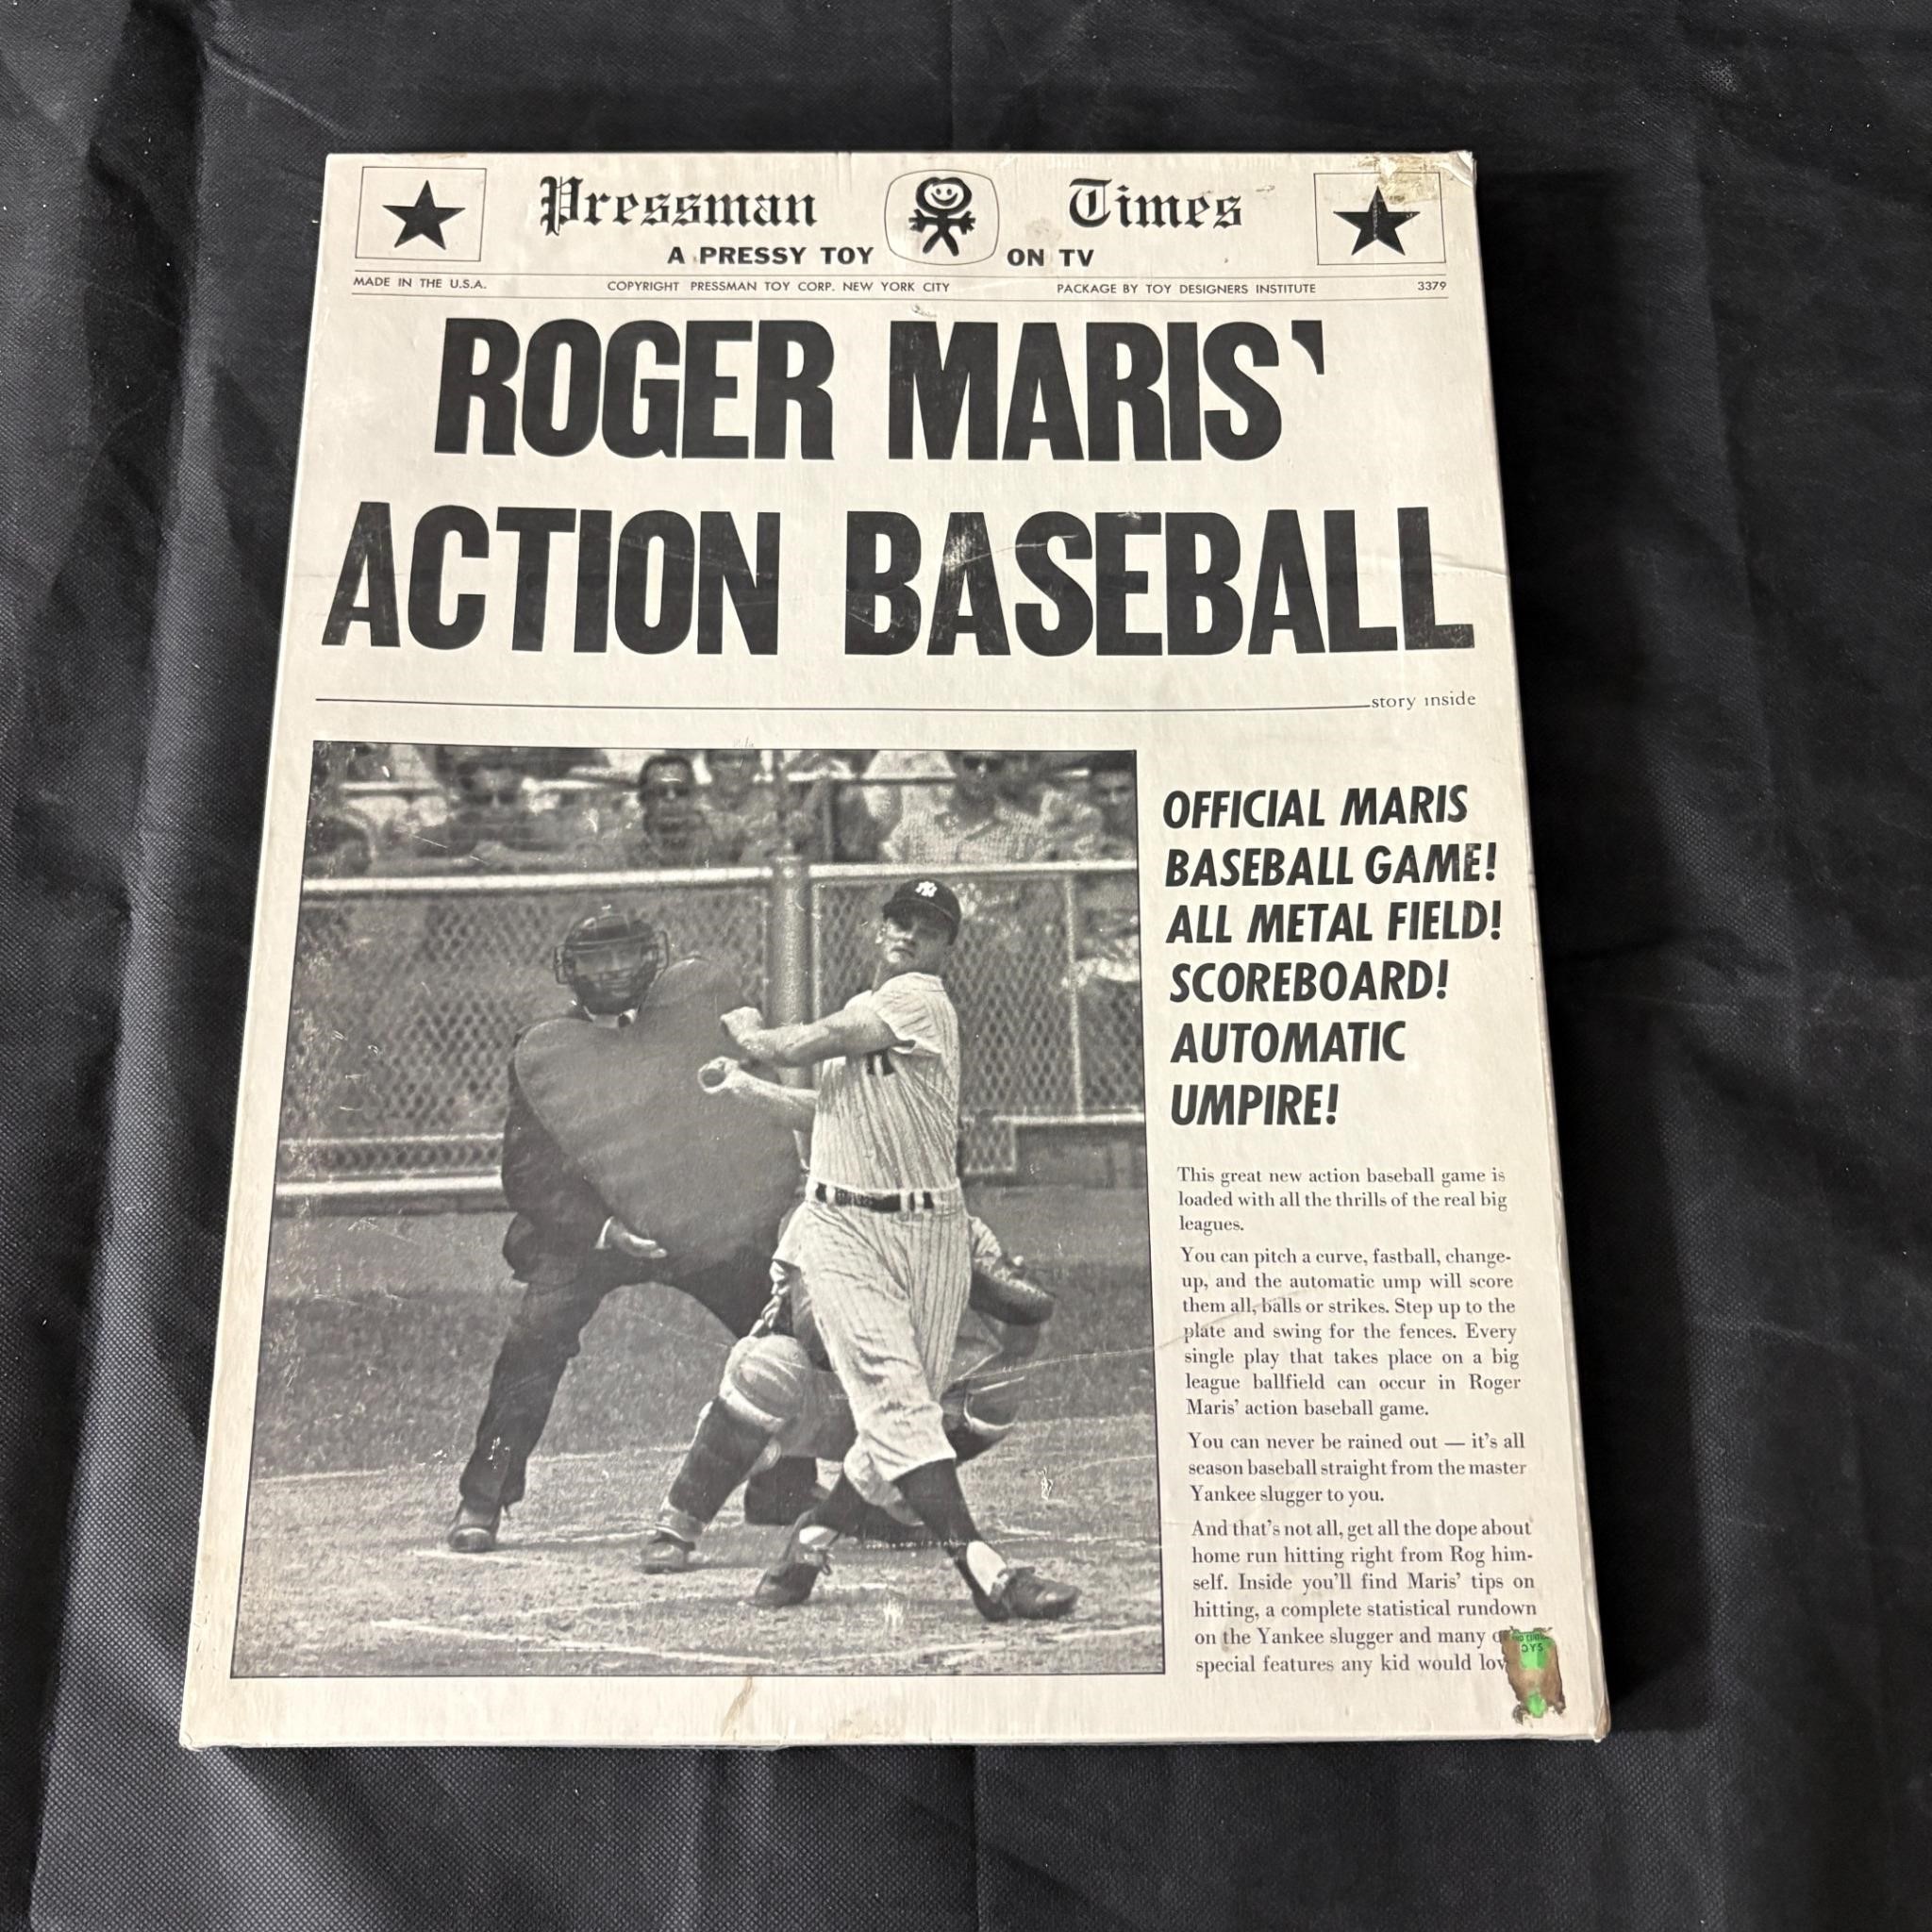 Pressman Times
A PRESSY TOY ON TV
MADE IN THE U.S.A. COPYRIGHT PRESSMAN TOY CORP. NEW YORK CITY PACKAGE BY TOY DESIGNERS INSTITUTE 3379
ROGER MARIS'
ACTION BASEBALL
story inside
OFFICIAL MARIS
BASEBALL GAME!
ALL METAL FIELD!
SCOREBOARD!
AUTOMATIC
UMPIRE!
This great new action baseball game is
loaded with all the thrills of the real big
leagues.
You can pitch a curve, fastball, change-
up, and the automatic ump will score
them all, balls or strikes. Step up to the
plate and swing for the fences. Every
single play that takes place on a big
league ballfield can occur in Roger
Maris' action baseball game.
You can never be rained out — it's all
season baseball straight from the master
Yankee slugger to you.
And that's not all, get all the dope about
home run hitting right from Rog him-
self. Inside you'll find Maris' tips on
hitting, a complete statistical rundown
on the Yankee slugger and many
special features any kid would
NY